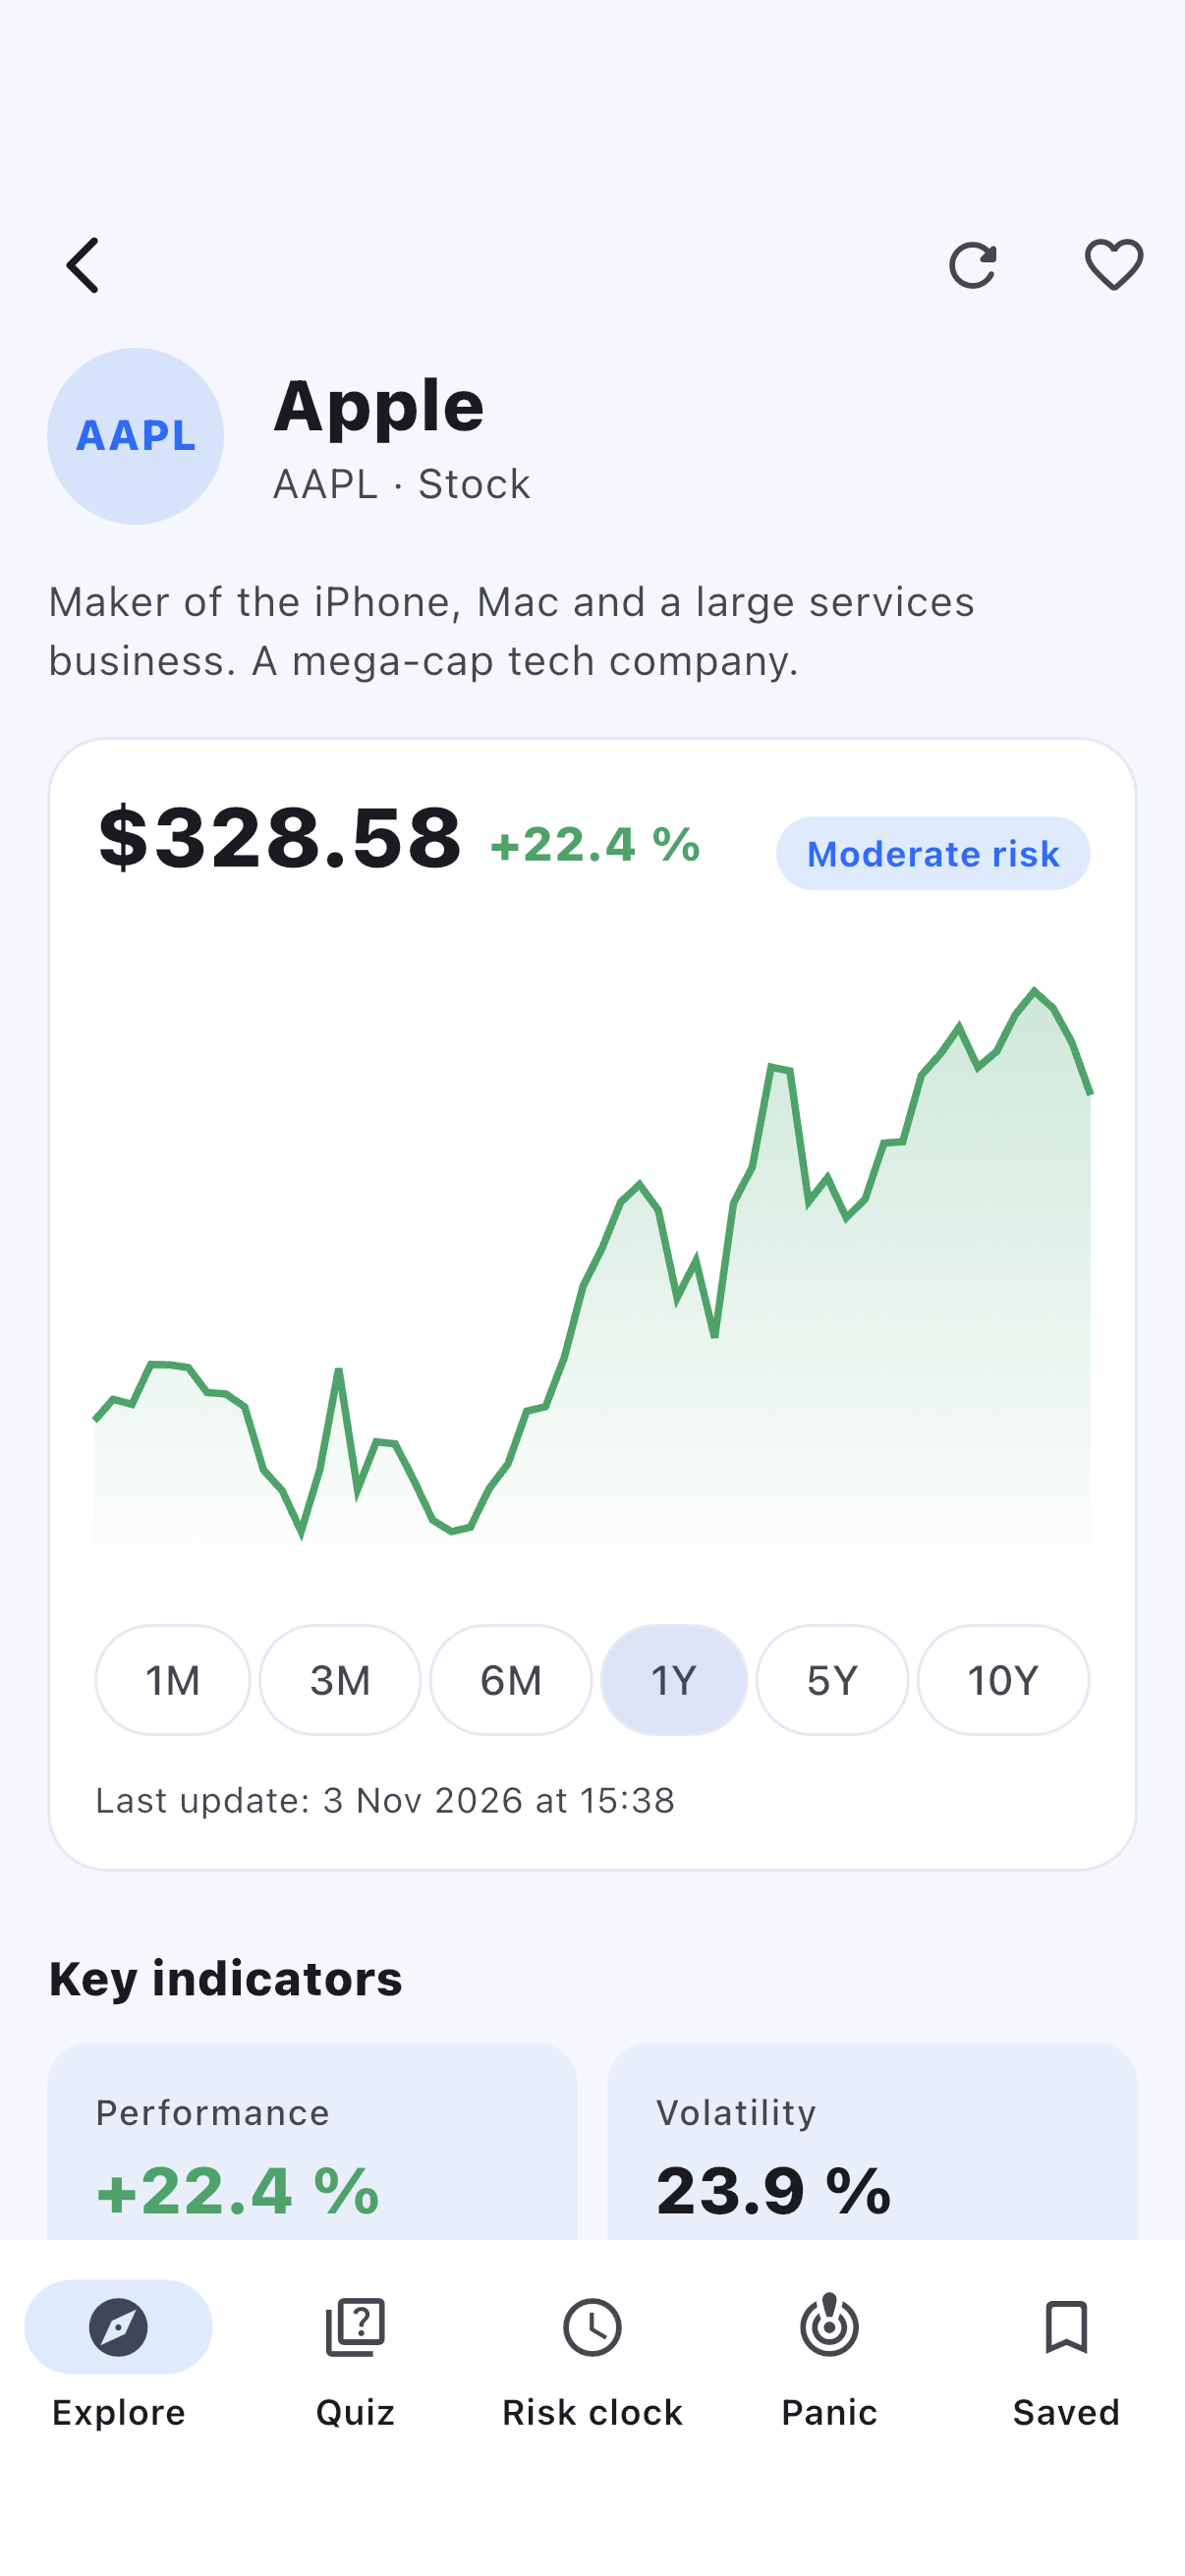 AAPL
Apple
AAPL · Stock
Maker of the iPhone, Mac and a large services
business. A mega-cap tech company.
$328.58 +22.4 % Moderate risk
1M 3M 6M 1Y 5Y 10Y
Last update: 3 Nov 2026 at 15:38
Key indicators
Performance Volatility
+22.4 % 23.9 %
Explore Quiz Risk clock Panic Saved